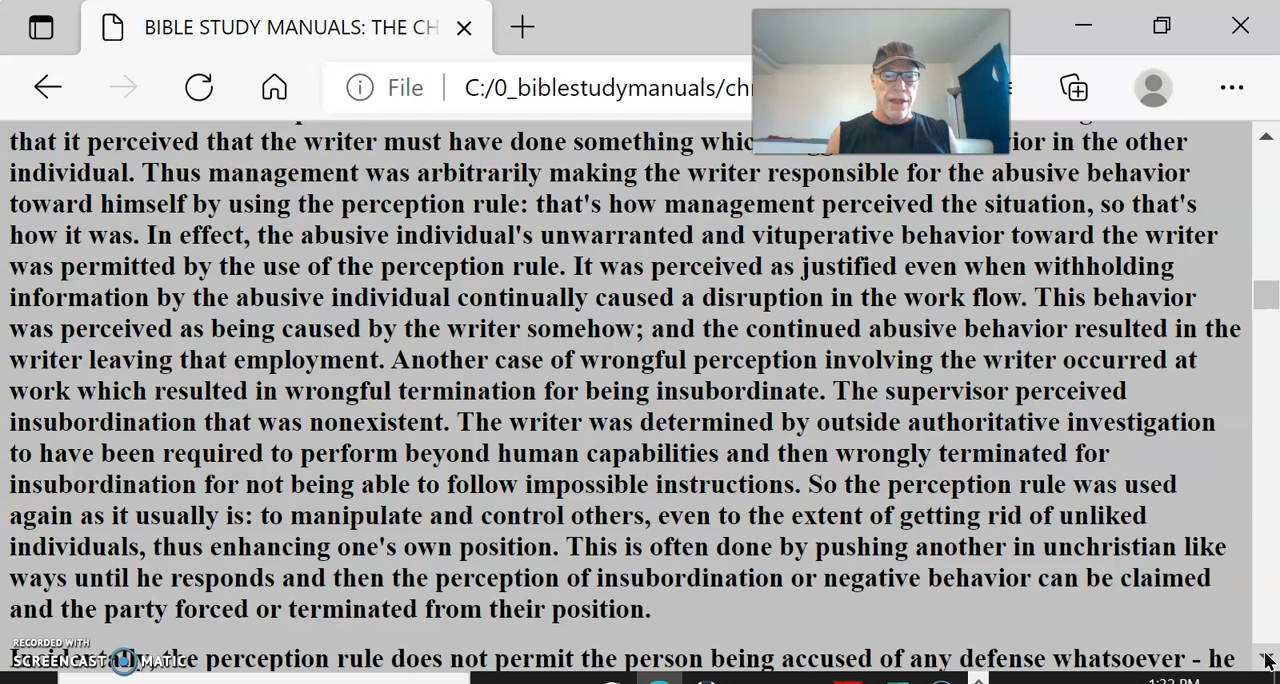 BIBLE STUDY MANUALS: THE CH
File C:/0_biblestudymanuals/chr
that it perceived that the writer must have done something which in the other
individual. Thus management was arbitrarily making the writer responsible for the abusive behavior
toward himself by using the perception rule: that's how management perceived the situation, so that's
how it was. In effect, the abusive individual's unwarranted and vituperative behavior toward the writer
was permitted by the use of the perception rule. It was perceived as justified even when withholding
information by the abusive individual continually caused a disruption in the work flow. This behavior
was perceived as being caused by the writer somehow; and the continued abusive behavior resulted in the
writer leaving that employment. Another case of wrongful perception involving the writer occurred at
work which resulted in wrongful termination for being insubordinate. The supervisor perceived
insubordination that was nonexistent. The writer was determined by outside authoritative investigation
to have been required to perform beyond human capabilities and then wrongly terminated for
insubordination for not being able to follow impossible instructions. So the perception rule was used
again as it usually is: to manipulate and control others, even to the extent of getting rid of unliked
individuals, thus enhancing one's own position. This is often done by pushing another in unchristian like
ways until he responds and then the perception of insubordination or negative behavior can be claimed
and the party forced or terminated from their position.
RECORDED WITH
SCREENCAST MATIC
Incidentally, the perception rule does not permit the person being accused of any defense whatsoever - he
1:32 PM